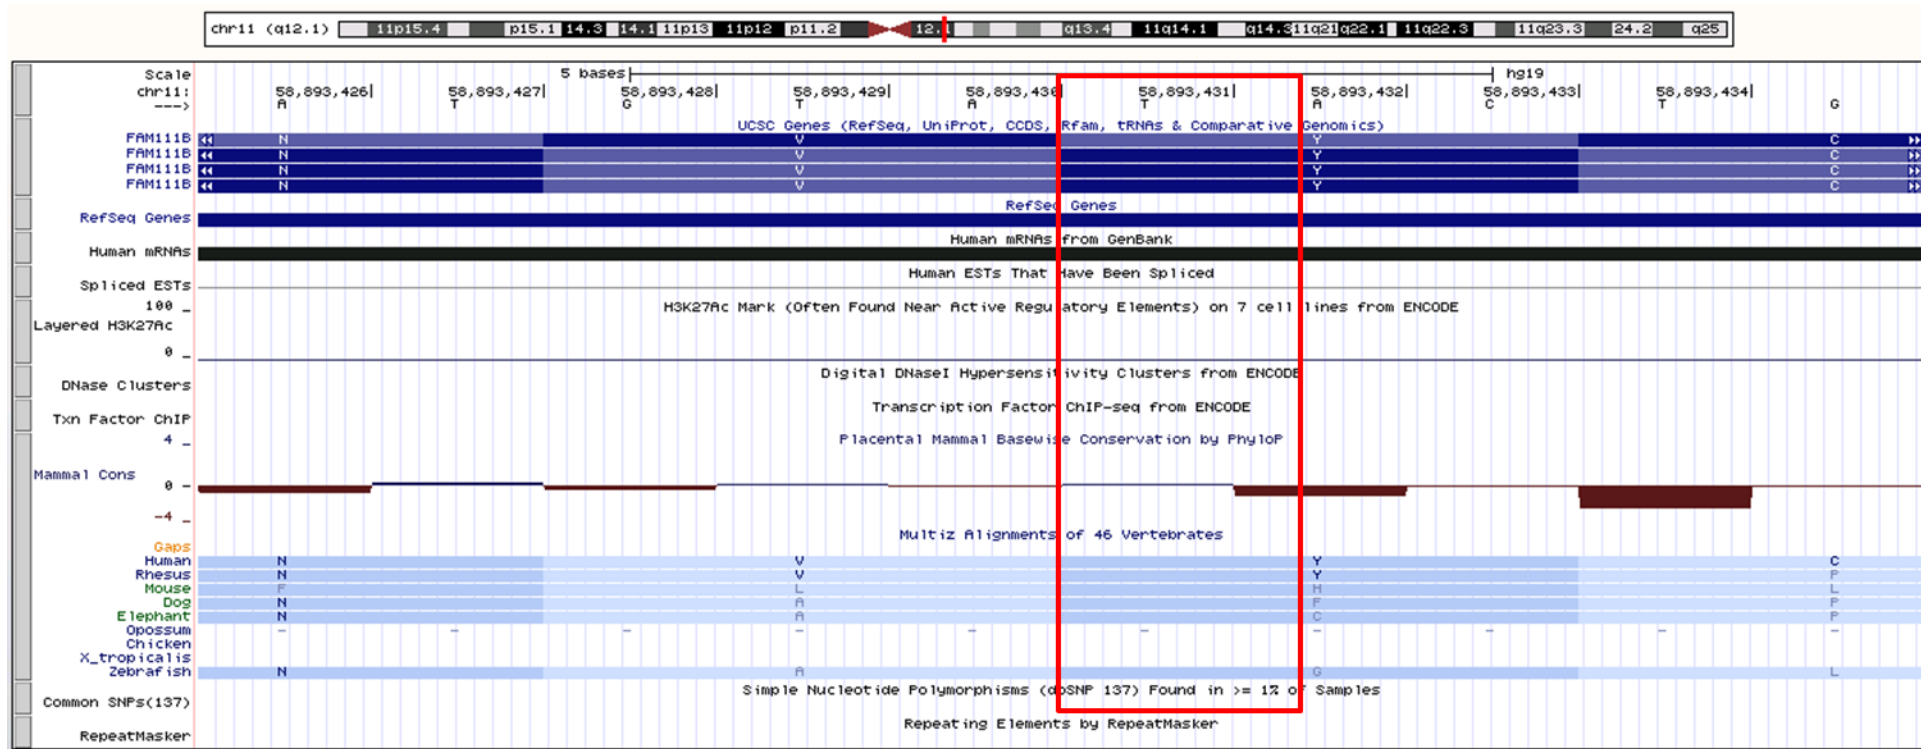 chr11 (q12.1) 11p15.4 p15.1 14.3 14.1 11p13 11p12 p11.2 12.1 q13.4 11q14.1 q14.3 11q21 q22.1 11q22.3 11q23.3 24.2 q25
Scale 5 bases hg19
chr11: 58,893,426| 58,893,427| 58,893,428| 58,893,429| 58,893,430| 58,893,431| 58,893,432| 58,893,433| 58,893,434|
---> A T G T A T A C T G
UCSC Genes (RefSeq, UniProt, CCDS, Rfam, tRNAs & Comparative Genomics)
FAM111B N V Y C
FAM111B N V Y C
FAM111B N V Y C
FAM111B N V Y C
RefSeq Genes
RefSeq Genes
Human mRNAs from GenBank
Human mRNAs
Human ESTs That Have Been Spliced
Spliced ESTs
100 _ H3K27Ac Mark (Often Found Near Active Regulatory Elements) on 7 cell lines from ENCODE
Layered H3K27Ac
0 _
Digital DNaseI Hypersensitivity Clusters from ENCODE
DNase Clusters
Transcription Factor ChIP-seq from ENCODE
Txn Factor ChIP
4 _ Placental Mammal Basewise Conservation by PhyloP
Mammal Cons
0 -
-4 _
Multiz Alignments of 46 Vertebrates
Gaps
Human N V Y C
Rhesus N V Y P
Mouse F L H L
Dog N A F P
Elephant N A C P
Opossum - - - - - - - - - -
Chicken
X_tropicalis
Zebrafish N A G L
Simple Nucleotide Polymorphisms (dbSNP 137) Found in >= 1% of Samples
Common SNPs(137)
Repeating Elements by RepeatMasker
RepeatMasker